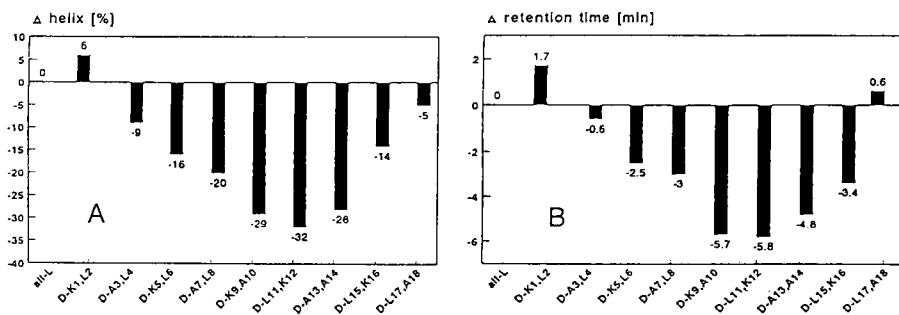 Δ helix [%]
10
5
0
-5
-10
-15
-20
-25
-30
-35
-40
0
6
-9
-16
-20
-29
-32
-28
-14
-5
A
all-L
D-K1,L2
D-A3,L4
D-K5,L6
D-A7,L8
D-K9,A10
D-L11,K12
D-A13,A14
D-L15,K16
D-L17,A18
Δ retention time [min]
2
0
-2
-4
-6
0
1.7
-0.6
-2.5
-3
-5.7
-5.8
-4.8
-3.4
0.6
B
all-L
D-K1,L2
D-A3,L4
D-K5,L6
D-A7,L8
D-K9,A10
D-L11,K12
D-A13,A14
D-L15,K16
D-L17,A18